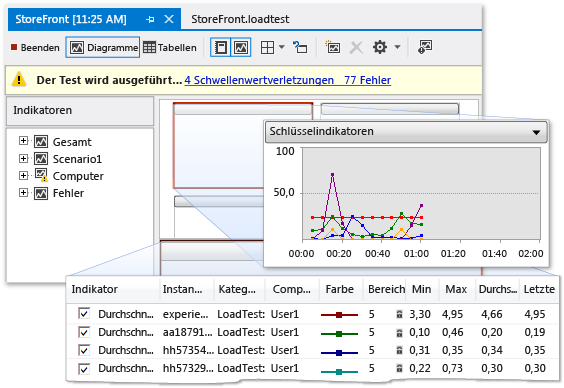 StoreFront [11:25 AM] StoreFront.loadtest
Beenden Diagramme Tabellen
Der Test wird ausgeführt... 4 Schwellenwertverletzungen 77 Fehler
Indikatoren
Gesamt
Scenario1
Computer
Fehler
Schlüsselindikatoren
100
50,0
00:00 00:20 00:40 01:00 01:20 01:40 02:00
Indikator Instan... Kateg... Comp... Farbe Bereich Min Max Durchs... Letzte
Durchschn... experie... LoadTest: User1 5 3,30 4,95 4,66 4,95
Durchschn... aa18791... LoadTest: User1 5 0,10 0,46 0,20 0,19
Durchschn... hh57354... LoadTest: User1 5 0,31 0,35 0,34 0,35
Durchschn... hh57329... LoadTest: User1 5 0,22 0,73 0,30 0,30